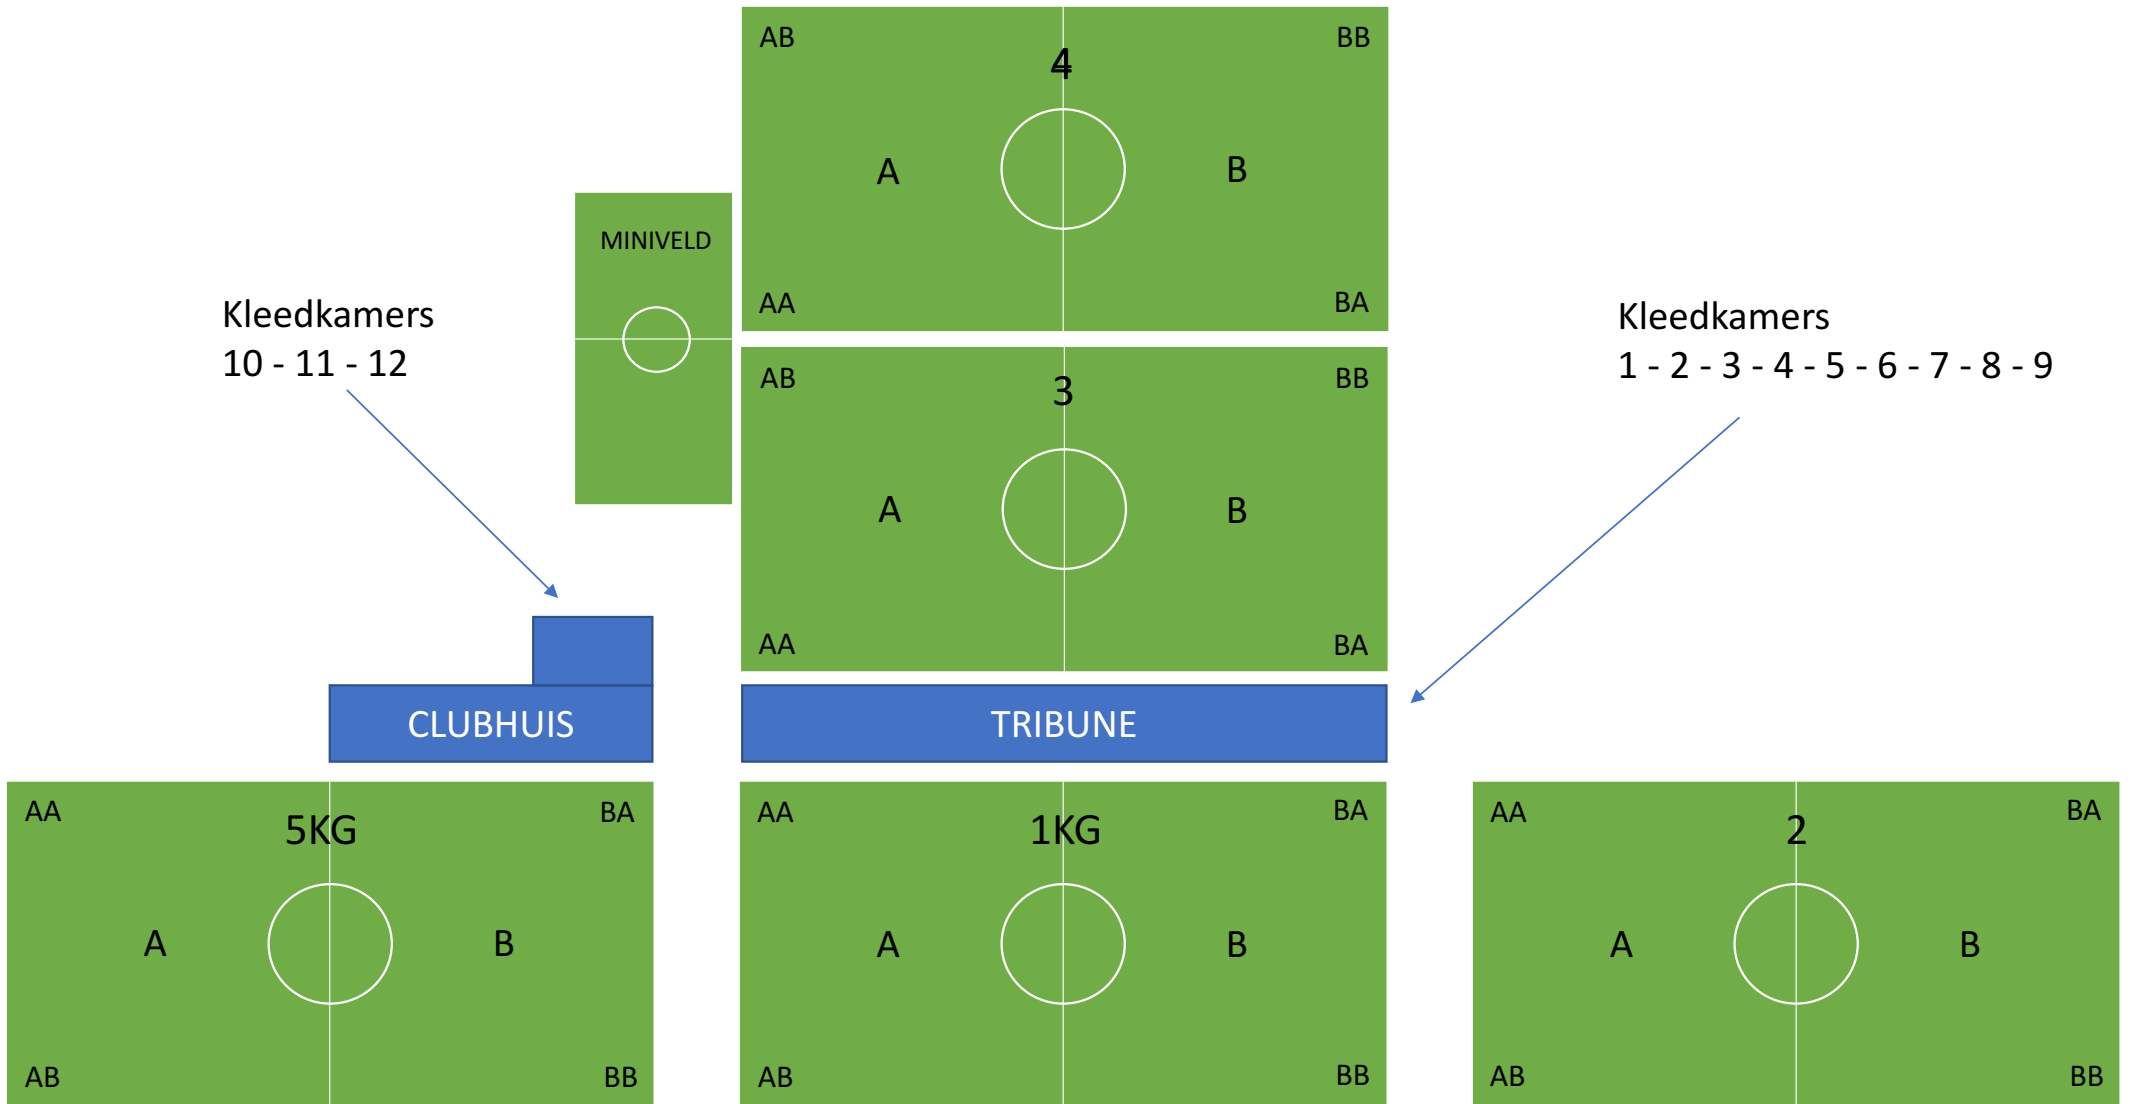 AB
BB
4
A
B
AA
BA
MINIVELD
Kleedkamers
10 - 11 - 12
Kleedkamers
1 - 2 - 3 - 4 - 5 - 6 - 7 - 8 - 9
AB
BB
3
A
B
AA
BA
CLUBHUIS
TRIBUNE
AA
BA
5KG
A
B
AB
BB
AA
BA
1KG
A
B
AB
BB
AA
BA
2
A
B
AB
BB